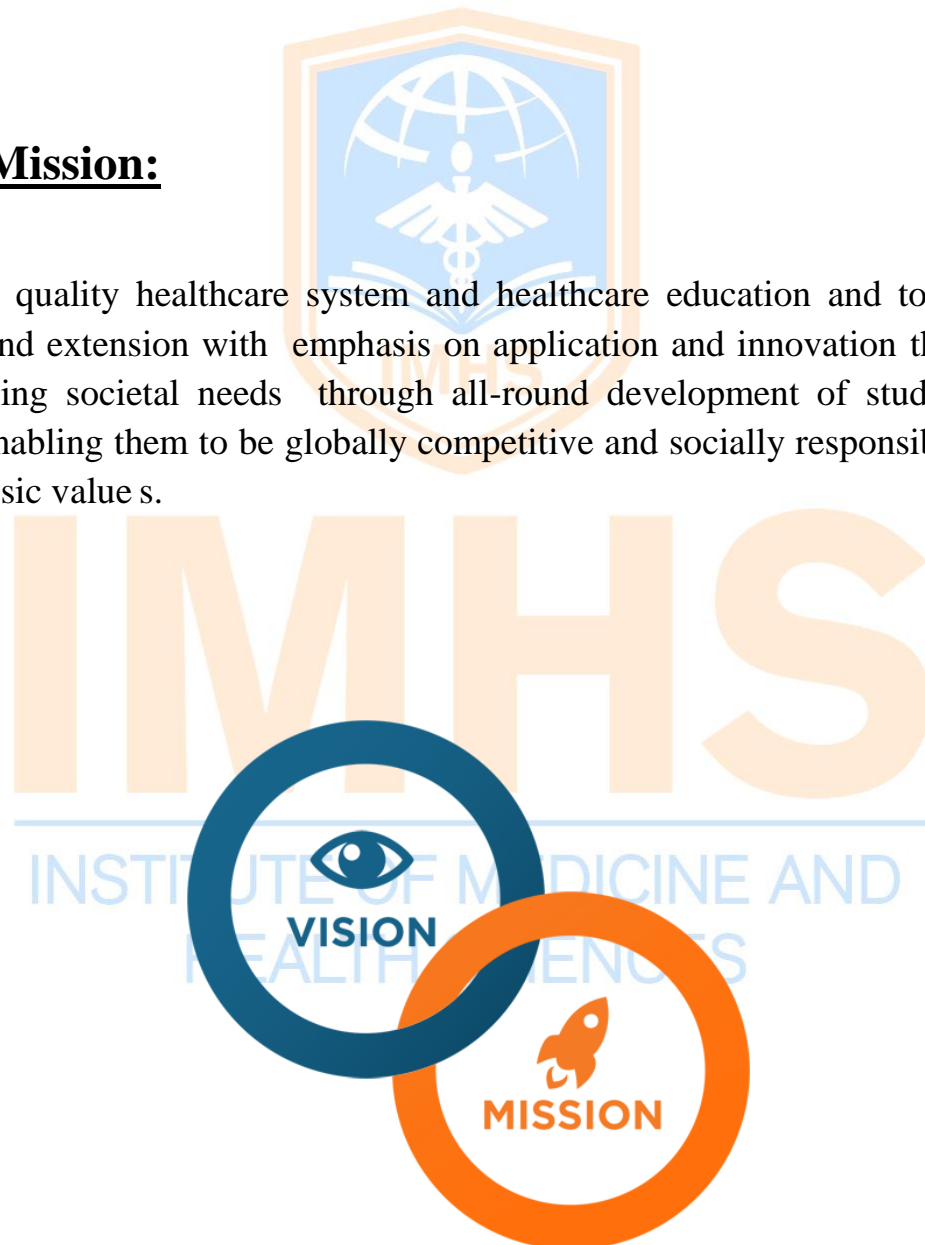 IMHS
Mission:
quality healthcare system and healthcare education and to
nd extension with emphasis on application and innovation th
ing societal needs through all-round development of stud
nabling them to be globally competitive and socially responsib
sic value s.
IMHS
INSTITUTE OF MEDICINE AND
HEALTH SCIENCES
VISION
MISSION